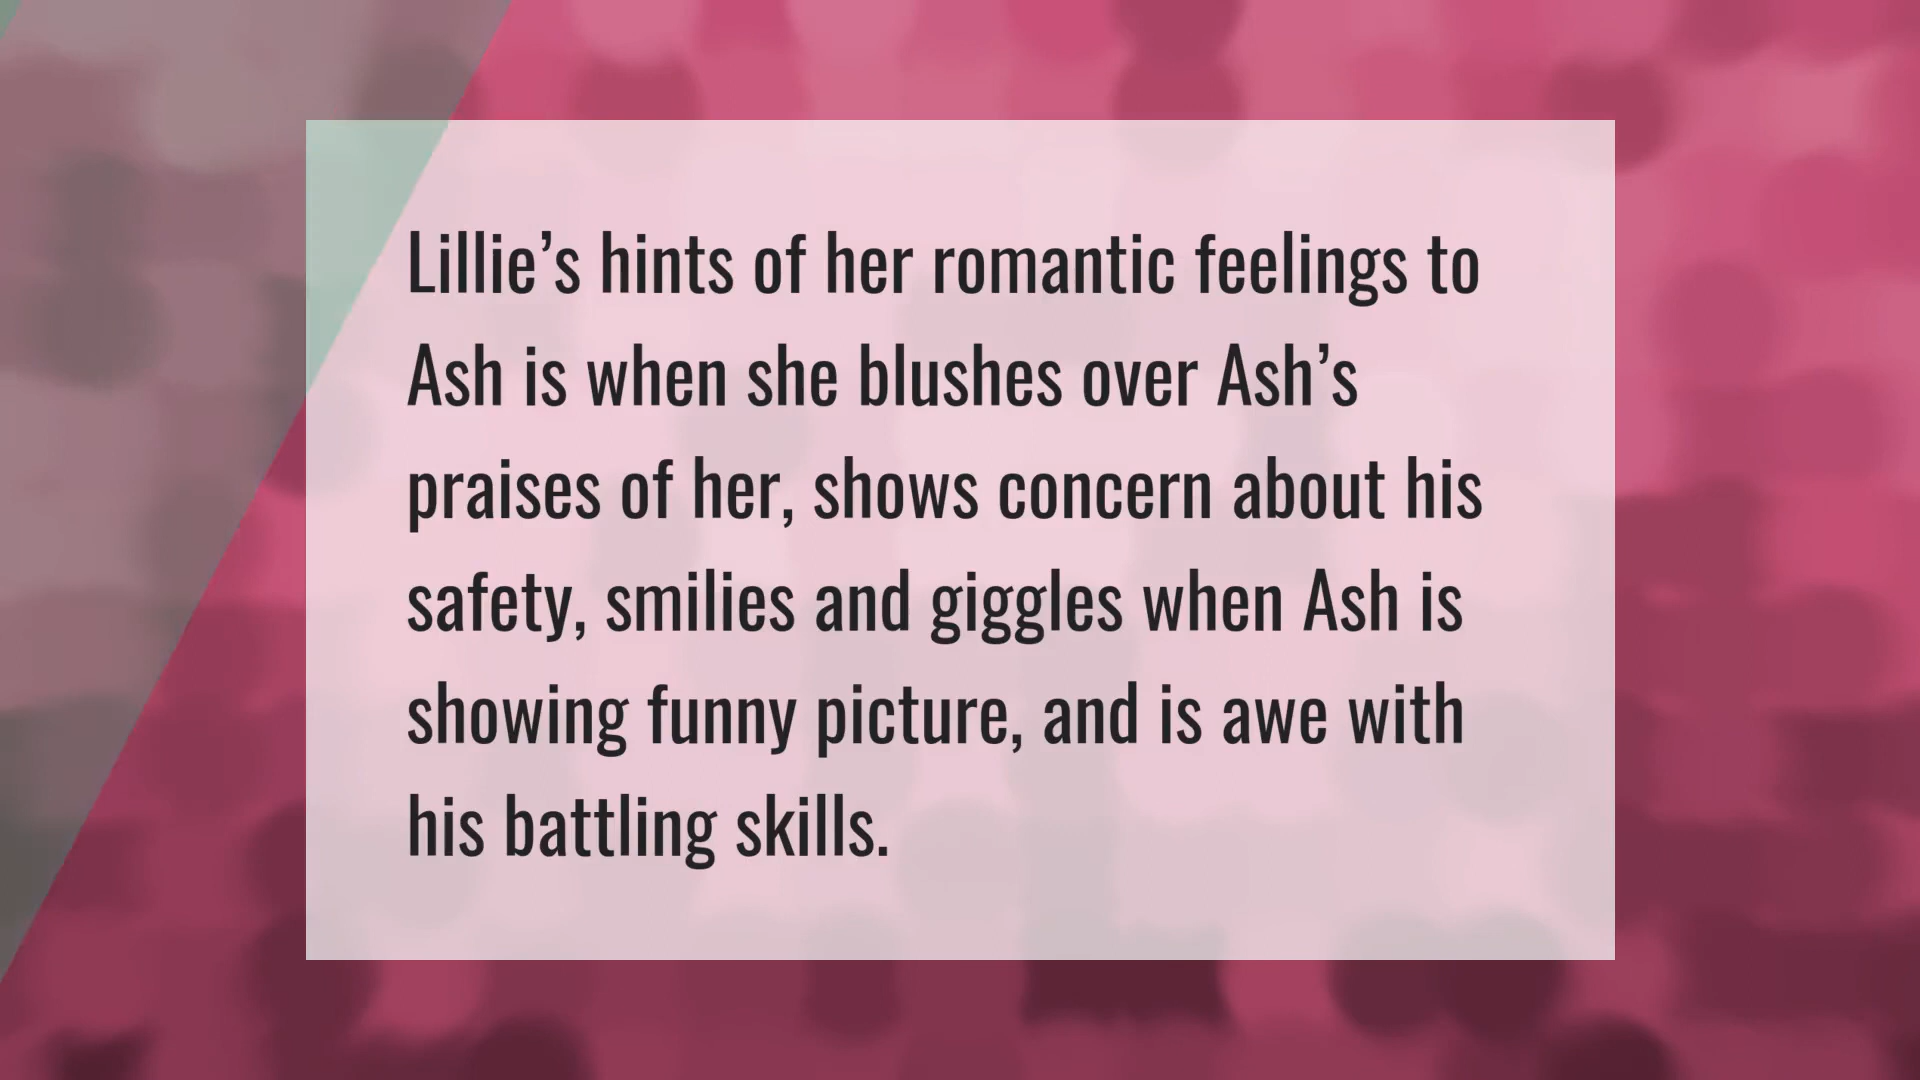 Lillie’s hints of her romantic feelings to
Ash is when she blushes over Ash’s
praises of her, shows concern about his
safety, smilies and giggles when Ash is
showing funny picture, and is awe with
his battling skills.